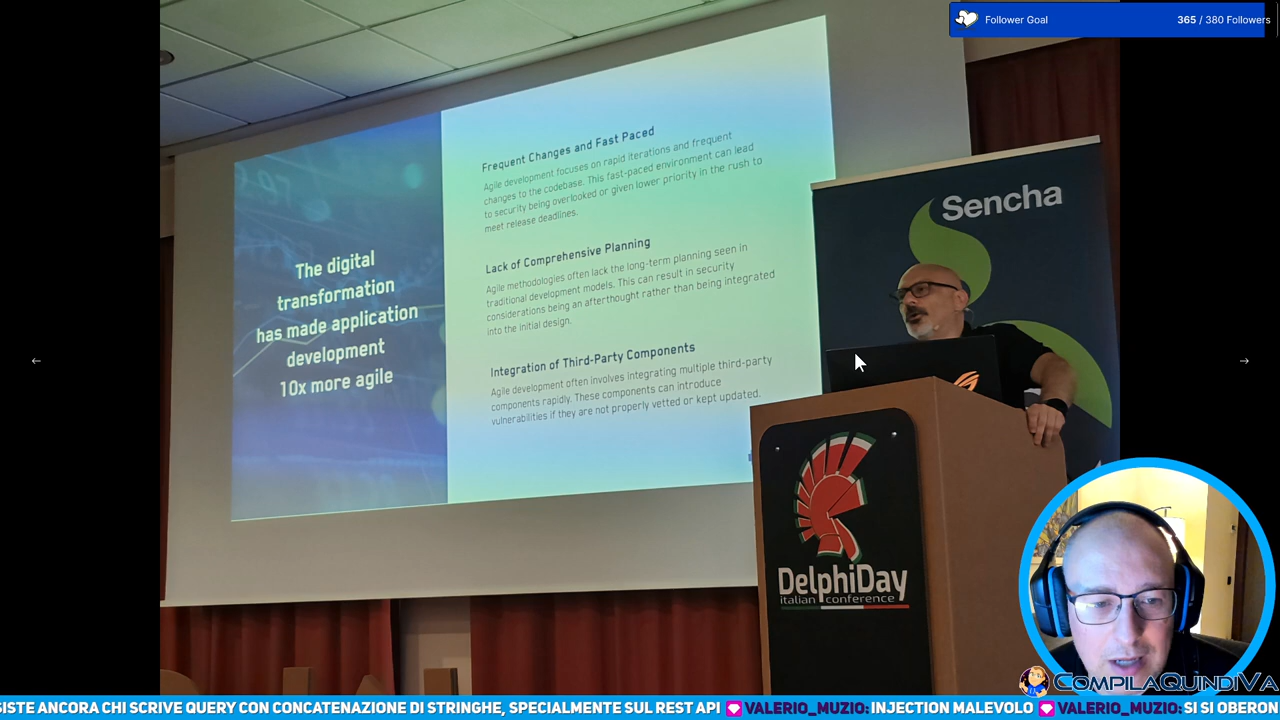 Follower Goal
365 / 380 Followers
The digital
transformation
has made application
development
10x more agile
Frequent Changes and Fast Paced
Agile development focuses on rapid iterations and frequent
changes to the codebase. This fast-paced environment can lead
to security being overlooked or given lower priority in the rush to
meet release deadlines.
Lack of Comprehensive Planning
Agile methodologies often lack the long-term planning seen in
traditional development models. This can result in security
considerations being an afterthought rather than being integrated
into the initial design.
Integration of Third-Party Components
Agile development often involves integrating multiple third-party
components rapidly. These components can introduce
vulnerabilities if they are not properly vetted or kept updated.
Sencha
DelphiDay
italian conference
CompilaQuindiVa
SISTE ANCORA CHI SCRIVE QUERY CON CONCATENAZIONE DI STRINGHE, SPECIALMENTE SUL REST API VALERIO_MUZIO: INJECTION MALEVOLO VALERIO_MUZIO: SI SI OBERON